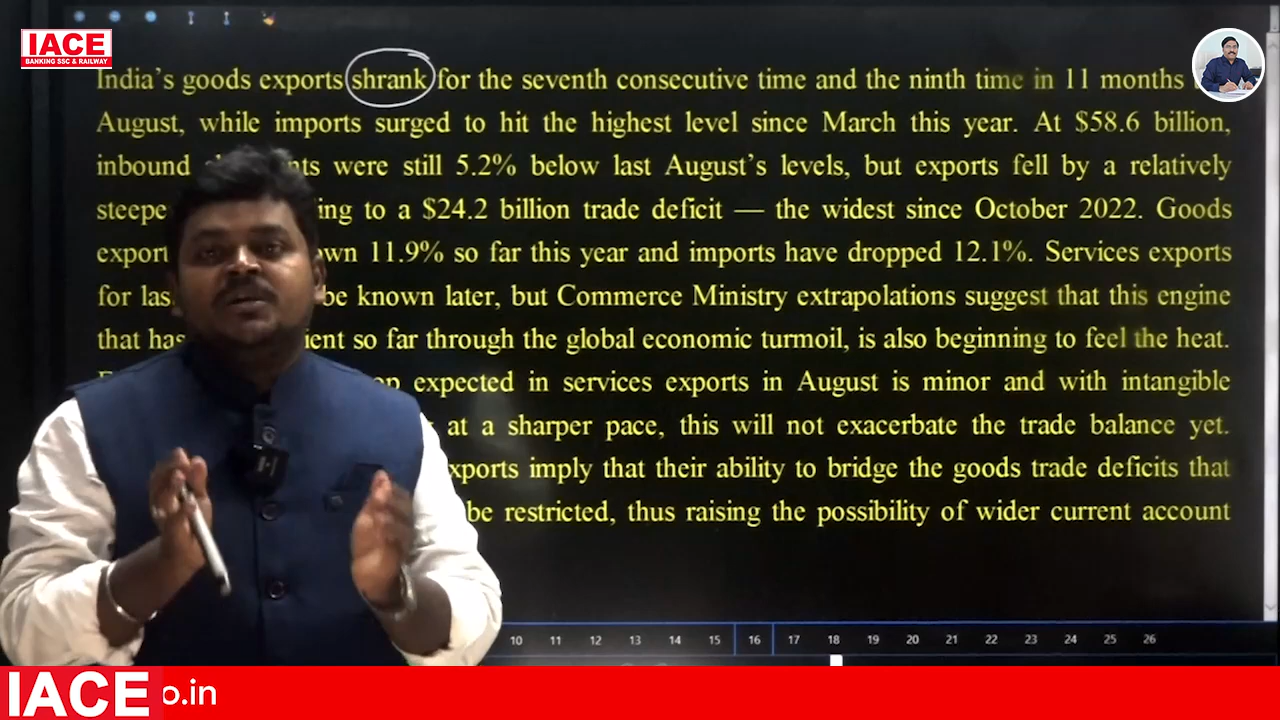 IACE
BANKING SSC & RAILWAY
India's goods exports shrank for the seventh consecutive time and the ninth time in 11 months
August, while imports surged to hit the highest level since March this year. At $58.6 billion,
inbound were still 5.2% below last August's levels, but exports fell by a relatively
to a $24.2 billion trade deficit — the widest since October 2022. Goods
11.9% so far this year and imports have dropped 12.1%. Services exports
for be known later, but Commerce Ministry extrapolations suggest that this engine
that has so far through the global economic turmoil, is also beginning to feel the heat.
expected in services exports in August is minor and with intangible
at a sharper pace, this will not exacerbate the trade balance yet.
imply that their ability to bridge the goods trade deficits that
be restricted, thus raising the possibility of wider current account
10 11 12 13 14 15 16 17 18 19 20 21 22 23 24 25 26
IACE o.in